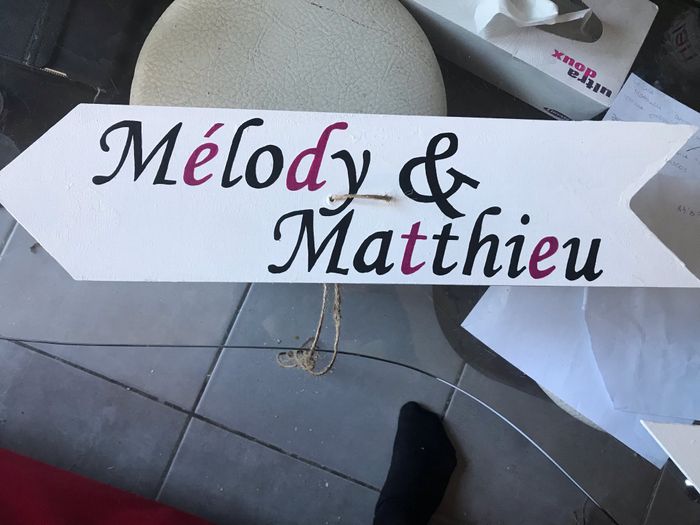 Mélody &
Matthieu
ultra
doux